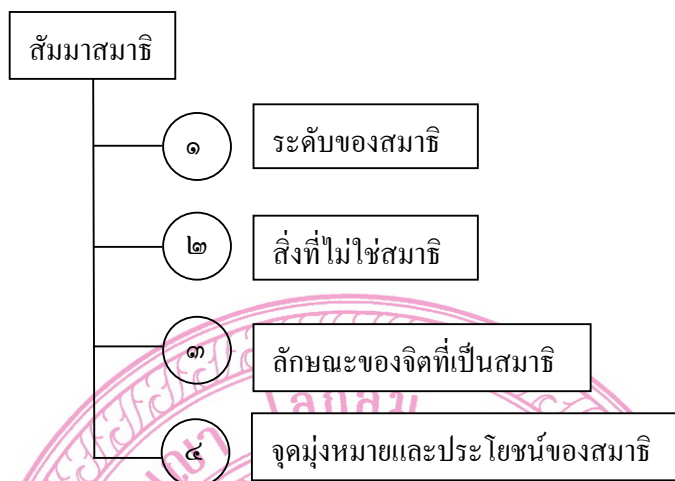 สัมมาสมาธิ
๑ ระดับของสมาธิ
๒ สิ่งที่ไม่ใช่สมาธิ
๓ ลักษณะของจิตที่เป็นสมาธิ
๔ จุดมุ่งหมายและประโยชน์ของสมาธิ